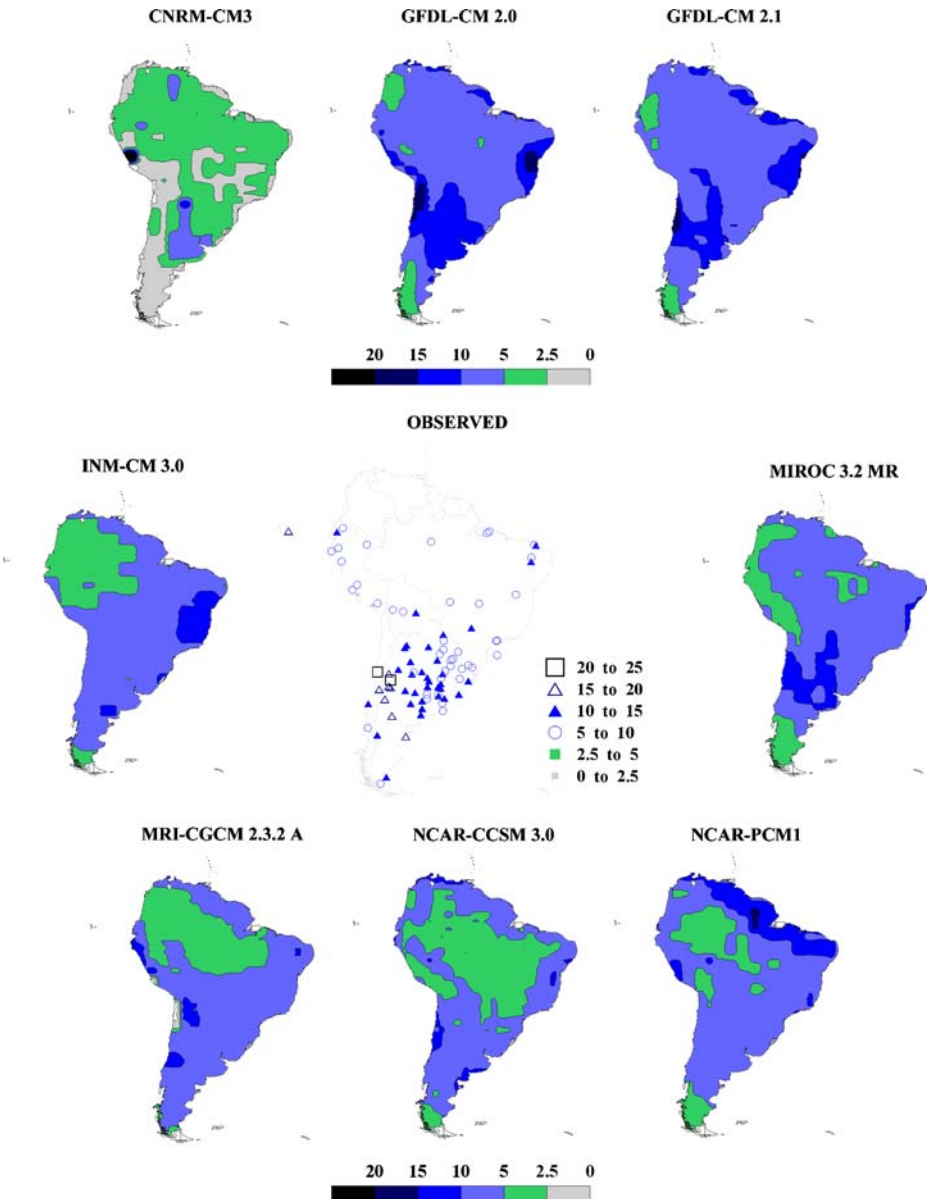 CNRM-CM3
GFDL-CM 2.0
GFDL-CM 2.1
20 15 10 5 2.5 0
OBSERVED
INM-CM 3.0
MIROC 3.2 MR
20 to 25
15 to 20
10 to 15
5 to 10
2.5 to 5
0 to 2.5
MRI-CGCM 2.3.2 A
NCAR-CCSM 3.0
NCAR-PCM1
20 15 10 5 2.5 0